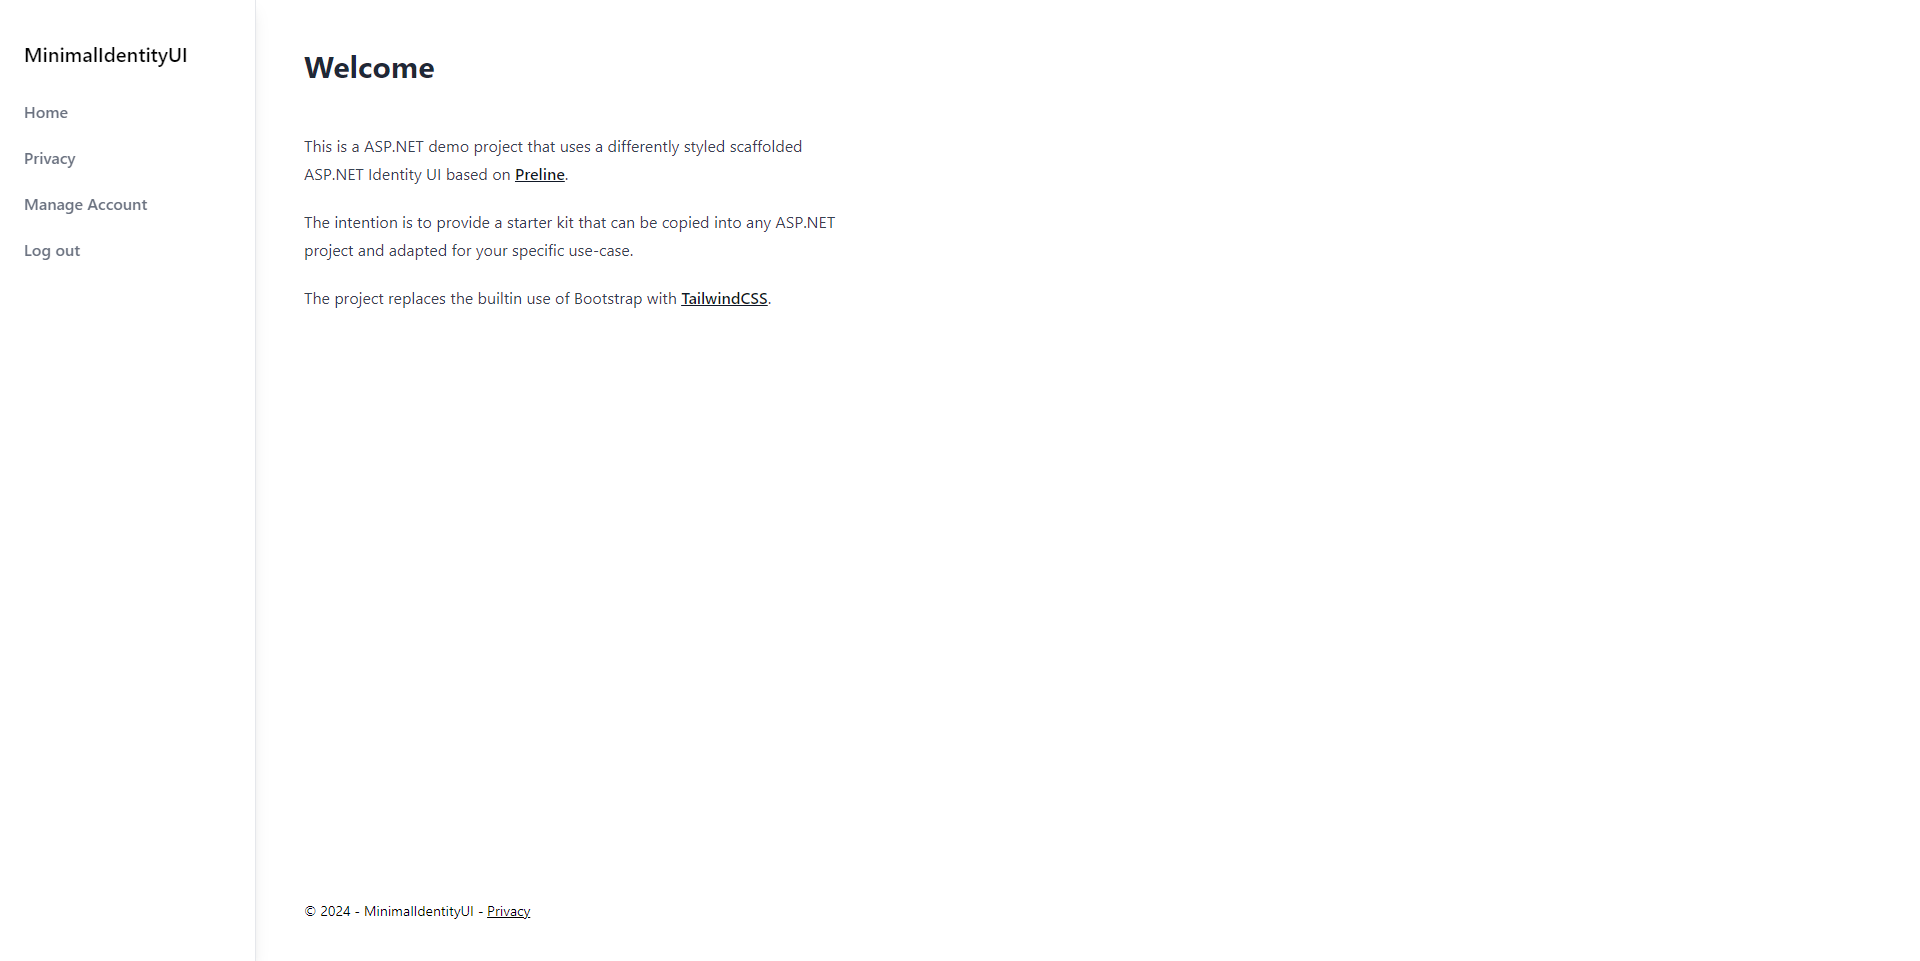 MinimalIdentityUI
Home
Privacy
Manage Account
Log out
Welcome
This is a ASP.NET demo project that uses a differently styled scaffolded
ASP.NET Identity UI based on Preline.
The intention is to provide a starter kit that can be copied into any ASP.NET
project and adapted for your specific use-case.
The project replaces the builtin use of Bootstrap with TailwindCSS.
© 2024 - MinimalIdentityUI - Privacy